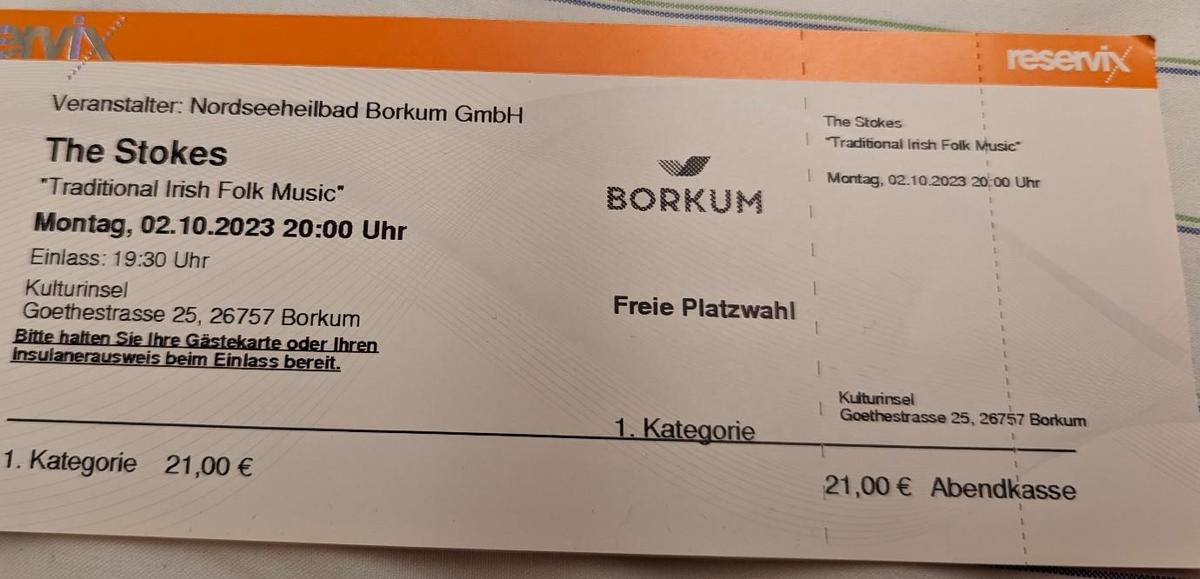 ervix
reservix
Veranstalter: Nordseeheilbad Borkum GmbH
The Stokes
"Traditional Irish Folk Music"
Montag, 02.10.2023 20:00 Uhr
Einlass: 19:30 Uhr
Kulturinsel
Goethestrasse 25, 26757 Borkum
Bitte halten Sie Ihre Gästekarte oder Ihren
Insulanerausweis beim Einlass bereit.
1. Kategorie 21,00 €
BORKUM
Freie Platzwahl
1. Kategorie
The Stokes
"Traditional Irish Folk Music"
Montag, 02.10.2023 20:00 Uhr
Kulturinsel
Goethestrasse 25, 26757 Borkum
21,00 € Abendkasse